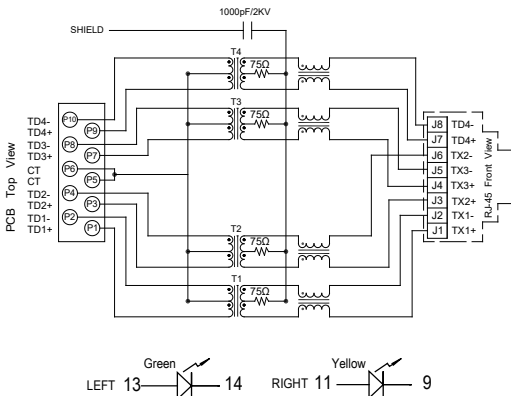 1000pF/2KV
SHIELD
T4
75Ω
T3
75Ω
T2
75Ω
T1
75Ω
PCB Top View
TD4- P10
TD4+ P9
TD3- P8
TD3+ P7
CT P6
CT P5
TD2- P4
TD2+ P3
TD1- P2
TD1+ P1
J8 TD4-
J7 TD4+
J6 TX2-
J5 TX3-
J4 TX3+
J3 TX2+
J2 TX1-
J1 TX1+
RJ-45 Front View
Green
LEFT 13 14
Yellow
RIGHT 11 9